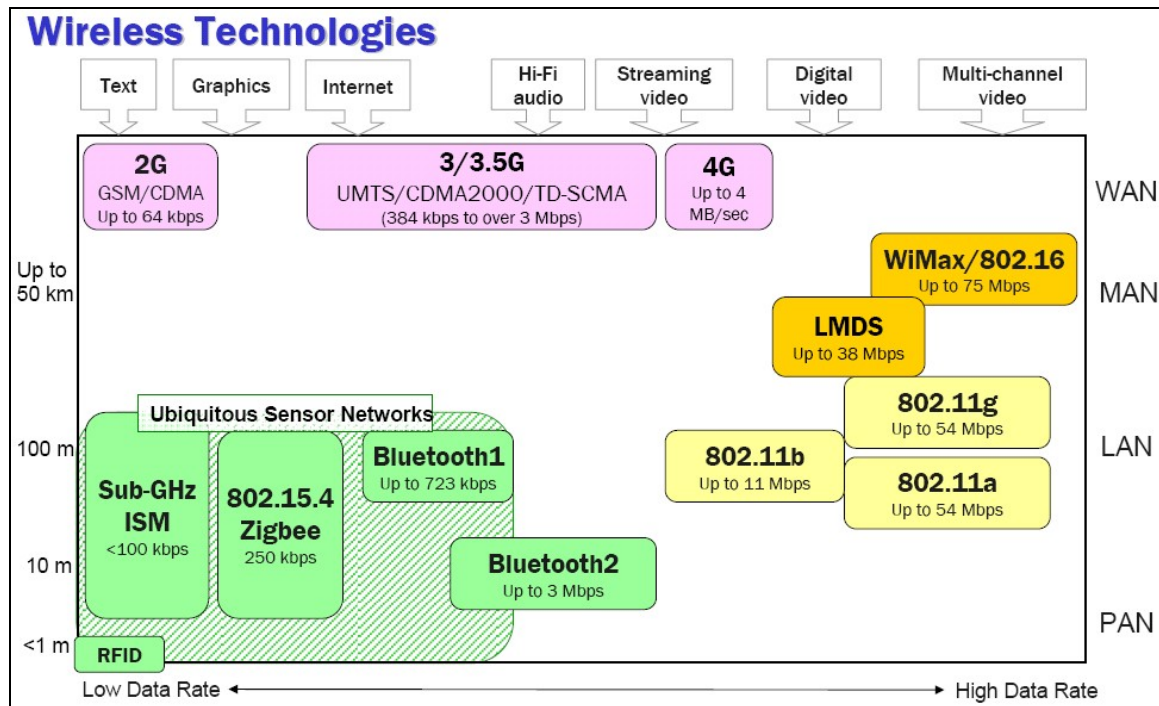 Wireless Technologies
Text
Graphics
Internet
Hi-Fi
audio
Streaming
video
Digital
video
Multi-channel
video
2G
GSM/CDMA
Up to 64 kbps
3/3.5G
UMTS/CDMA2000/TD-SCMA
(384 kbps to over 3 Mbps)
4G
Up to 4
MB/sec
WAN
WiMax/802.16
Up to 75 Mbps
Up to
50 km
MAN
LMDS
Up to 38 Mbps
Ubiquitous Sensor Networks
802.11g
Up to 54 Mbps
100 m
Bluetooth1
Up to 723 kbps
802.11b
Up to 11 Mbps
LAN
Sub-GHz
ISM
<100 kbps
802.15.4
Zigbee
250 kbps
802.11a
Up to 54 Mbps
10 m
Bluetooth2
Up to 3 Mbps
PAN
<1 m
RFID
Low Data Rate
High Data Rate